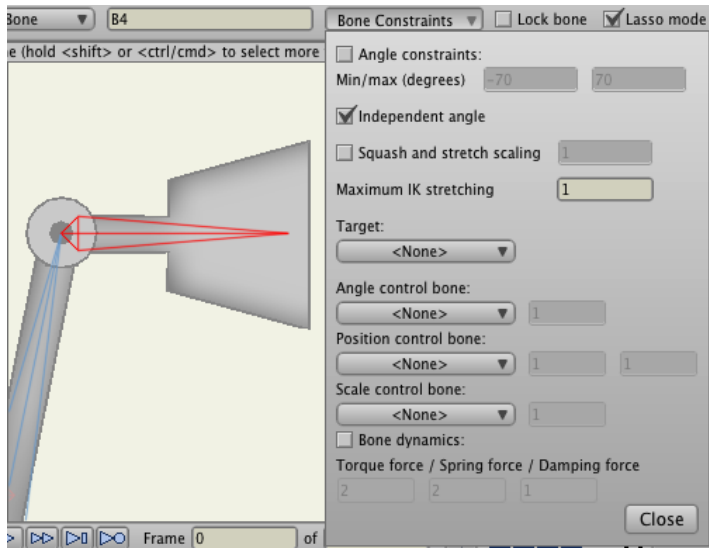 Bone B4 Bone Constraints Lock bone Lasso mode
e (hold <shift> or <ctrl/cmd> to select more
Angle constraints:
Min/max (degrees) -70 70
Independent angle
Squash and stretch scaling 1
Maximum IK stretching 1
Target:
<None>
Angle control bone:
<None> 1
Position control bone:
<None> 1 1
Scale control bone:
<None> 1
Bone dynamics:
Torque force / Spring force / Damping force
2 2 1
Close
Frame 0 of